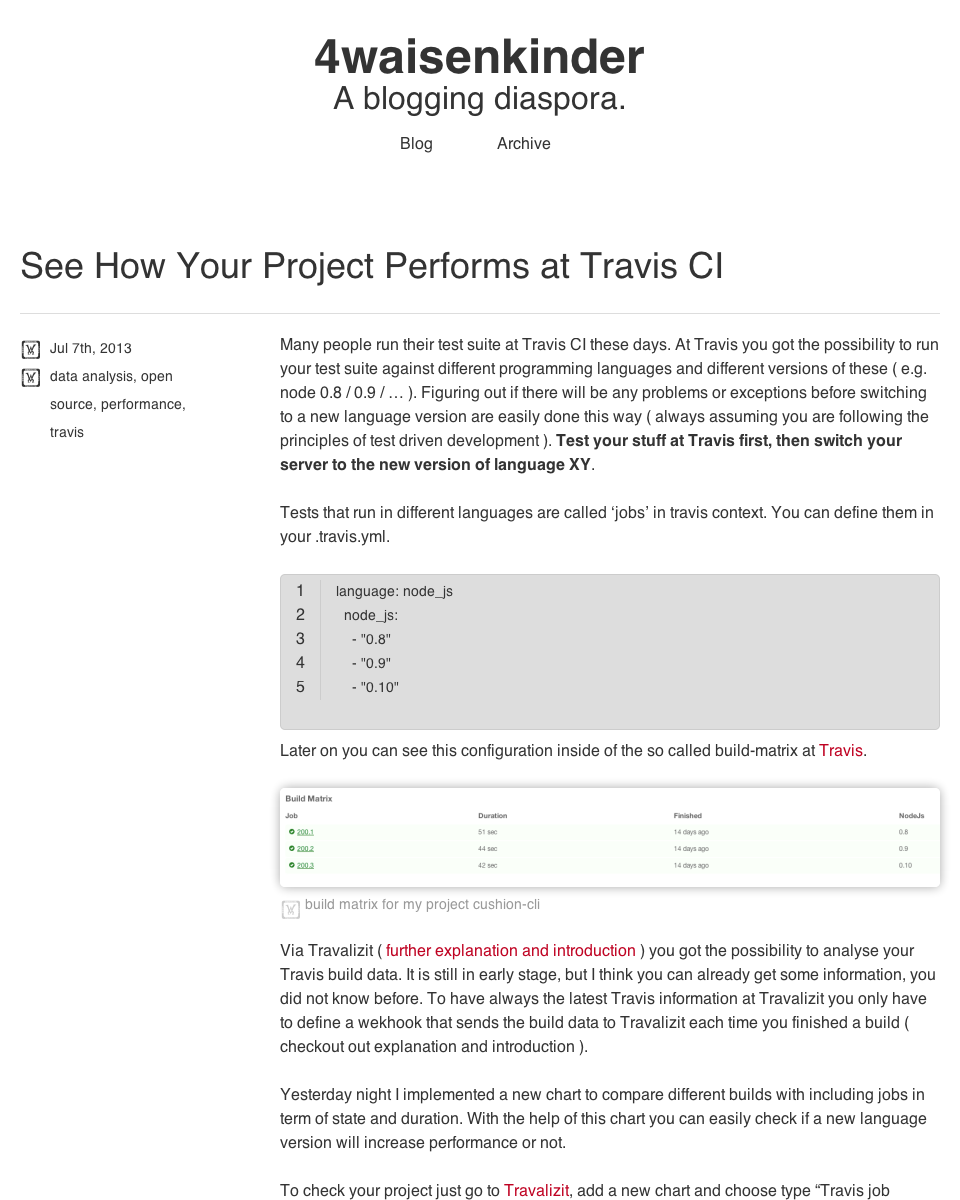 4waisenkinder
A blogging diaspora.
Blog Archive
See How Your Project Performs at Travis CI
Jul 7th, 2013
data analysis, open
source, performance,
travis
Many people run their test suite at Travis CI these days. At Travis you got the possibility to run
your test suite against different programming languages and different versions of these ( e.g.
node 0.8 / 0.9 / … ). Figuring out if there will be any problems or exceptions before switching
to a new language version are easily done this way ( always assuming you are following the
principles of test driven development ). Test your stuff at Travis first, then switch your
server to the new version of language XY.
Tests that run in different languages are called ‘jobs’ in travis context. You can define them in
your .travis.yml.
1 language: node_js
2 node_js:
3 - "0.8"
4 - "0.9"
5 - "0.10"
Later on you can see this configuration inside of the so called build-matrix at Travis.
Build Matrix
Job Duration Finished NodeJs
200.1 51 sec 14 days ago 0.8
200.2 44 sec 14 days ago 0.9
200.3 42 sec 14 days ago 0.10
build matrix for my project cushion-cli
Via Travalizit ( further explanation and introduction ) you got the possibility to analyse your
Travis build data. It is still in early stage, but I think you can already get some information, you
did not know before. To have always the latest Travis information at Travalizit you only have
to define a wekhook that sends the build data to Travalizit each time you finished a build (
checkout out explanation and introduction ).
Yesterday night I implemented a new chart to compare different builds with including jobs in
term of state and duration. With the help of this chart you can easily check if a new language
version will increase performance or not.
To check your project just go to Travalizit, add a new chart and choose type “Travis job